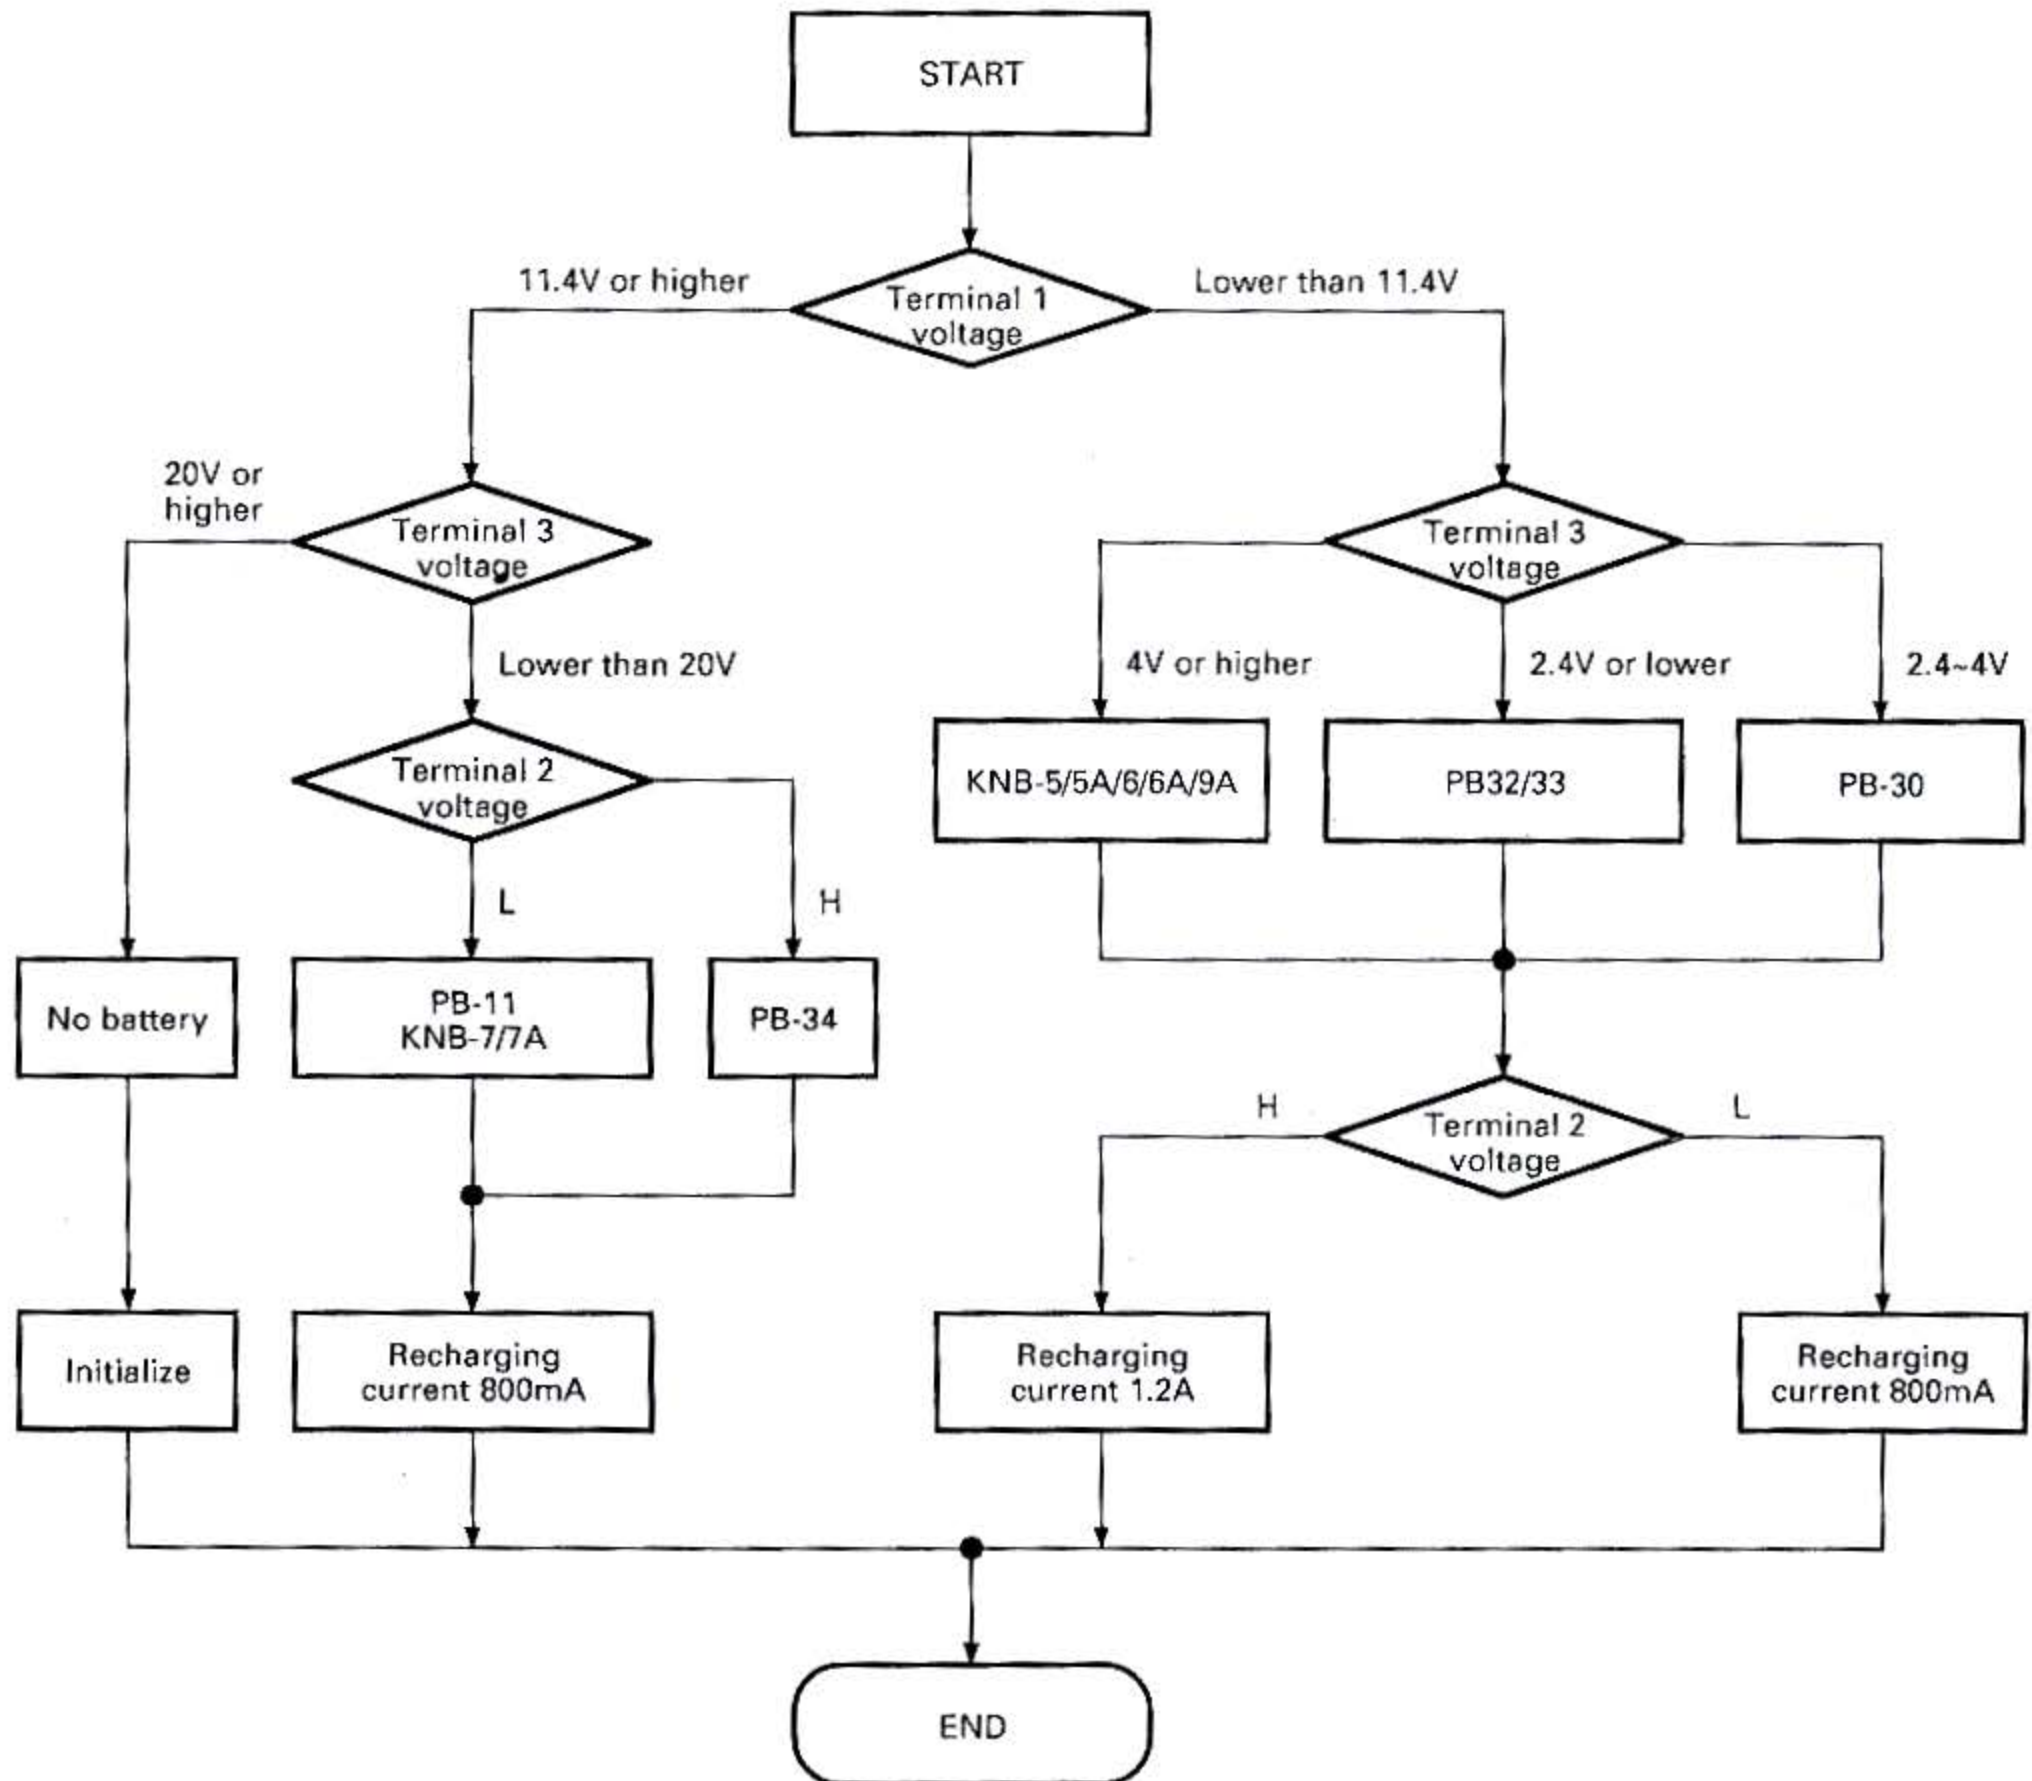 START
11.4V or higher
Terminal 1
voltage
Lower than 11.4V
20V or
higher
Terminal 3
voltage
Terminal 3
voltage
Lower than 20V
4V or higher
2.4V or lower
2.4~4V
Terminal 2
voltage
KNB-5/5A/6/6A/9A
PB32/33
PB-30
L
H
No battery
PB-11
KNB-7/7A
PB-34
H
Terminal 2
voltage
L
Initialize
Recharging
current 800mA
Recharging
current 1.2A
Recharging
current 800mA
END